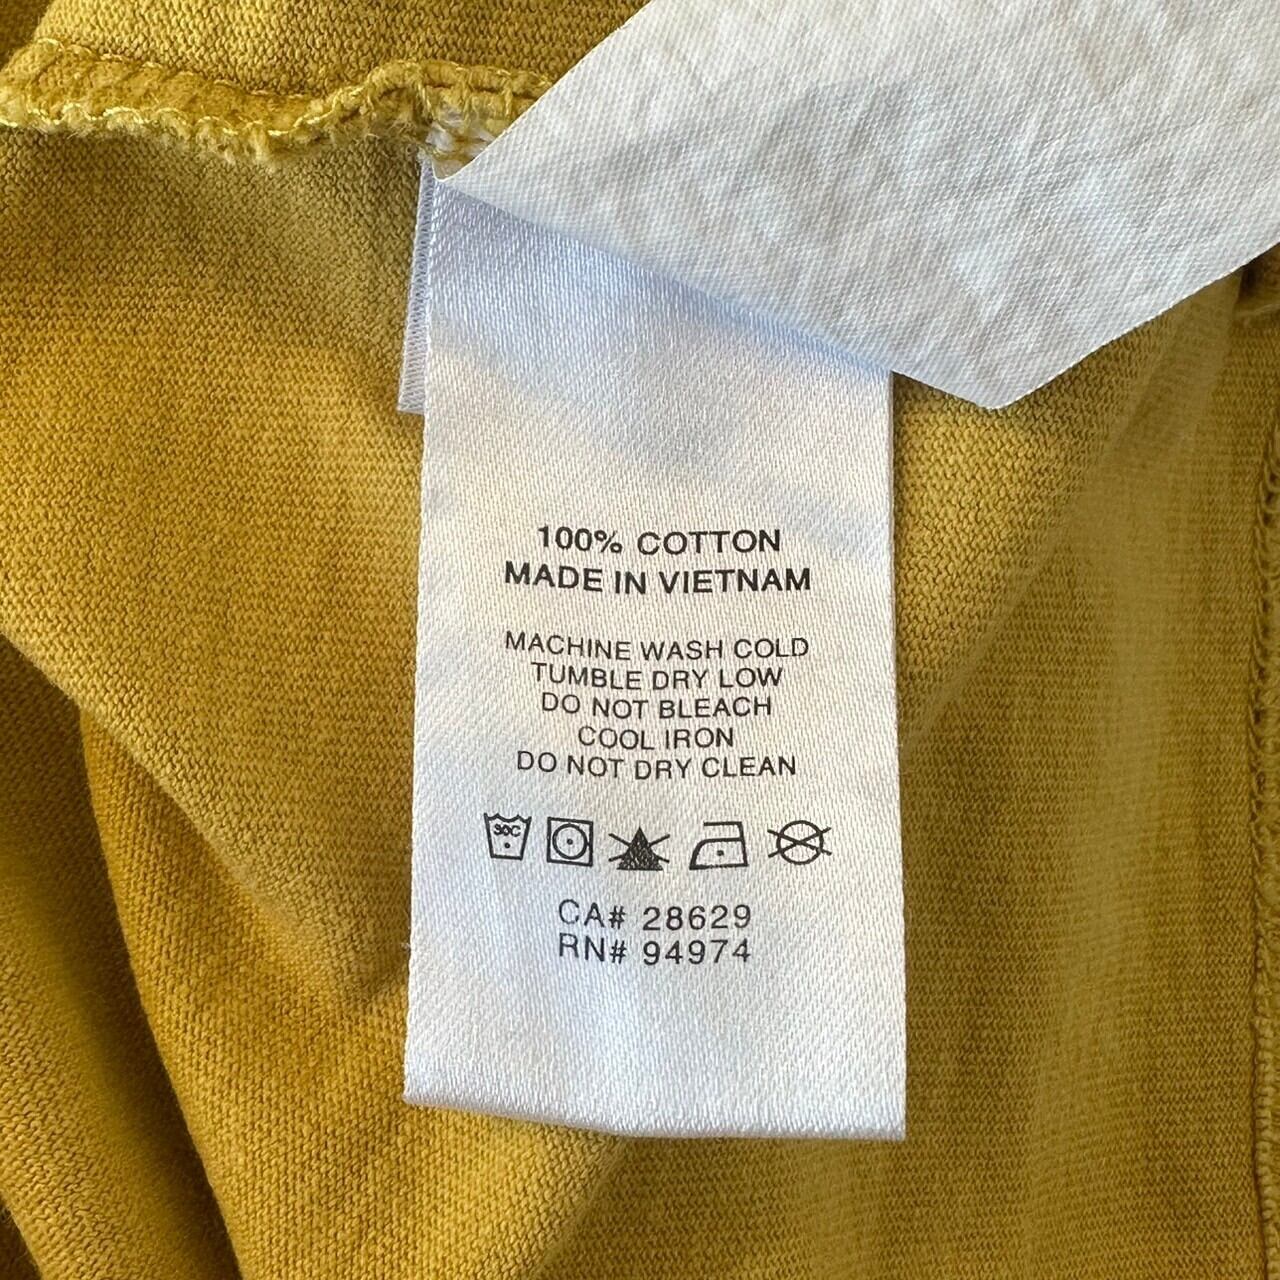 100% COTTON
MADE IN VIETNAM
MACHINE WASH COLD
TUMBLE DRY LOW
DO NOT BLEACH
COOL IRON
DO NOT DRY CLEAN
30C
CA# 28629
RN# 94974